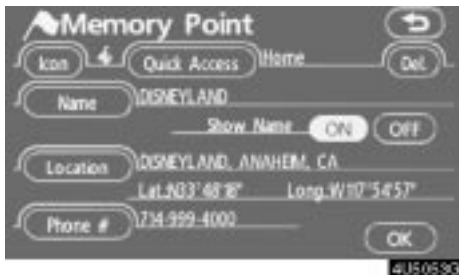 Memory Point
Icon Quick Access Home Del.
Name DISNEYLAND
Show Name ON OFF
Location DISNEYLAND, ANAHEIM, CA
Lat.N33°48'18" Long.W117°54'57"
Phone # 714-999-4000
OK
4U5053G